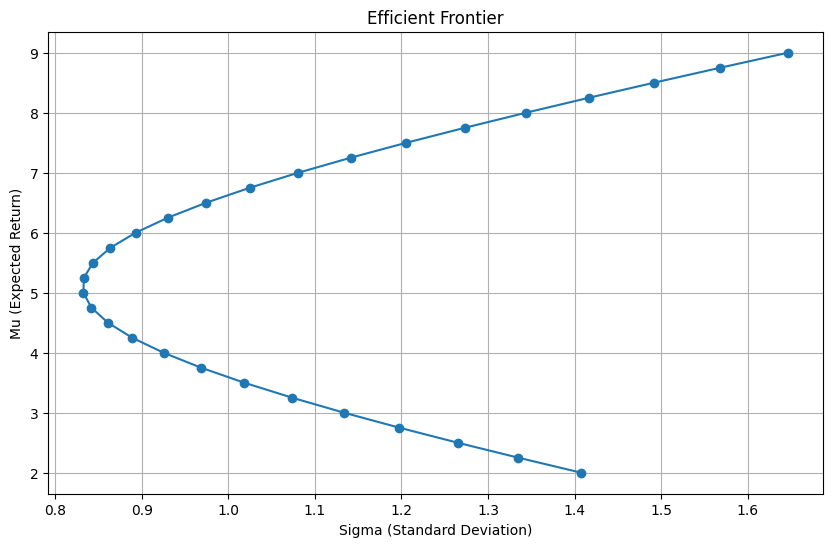 Efficient Frontier
Mu (Expected Return)
9
8
7
6
5
4
3
2
0.8 0.9 1.0 1.1 1.2 1.3 1.4 1.5 1.6
Sigma (Standard Deviation)